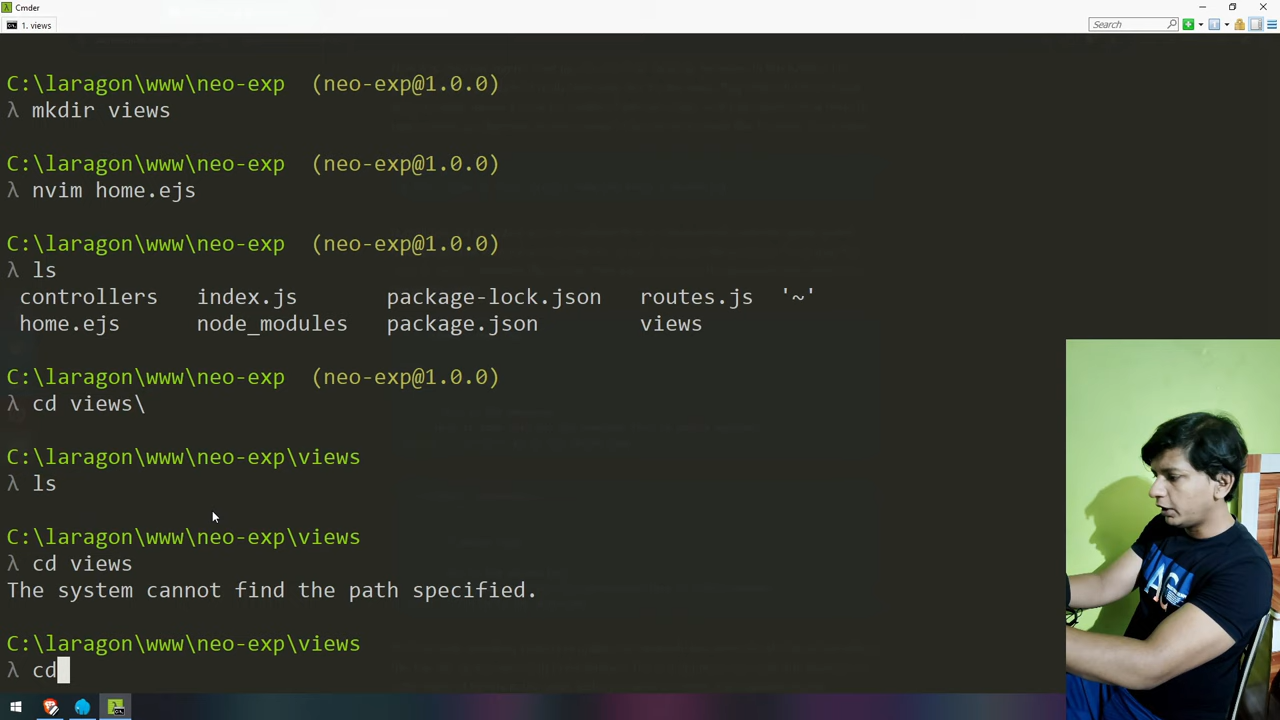 Cmder
1. views
Search
C:\laragon\www\neo-exp (neo-exp@1.0.0)
λ mkdir views
C:\laragon\www\neo-exp (neo-exp@1.0.0)
λ nvim home.ejs
C:\laragon\www\neo-exp (neo-exp@1.0.0)
λ ls
controllers index.js package-lock.json routes.js '~'
home.ejs node_modules package.json views
C:\laragon\www\neo-exp (neo-exp@1.0.0)
λ cd views\
C:\laragon\www\neo-exp\views
λ ls
C:\laragon\www\neo-exp\views
λ cd views
The system cannot find the path specified.
C:\laragon\www\neo-exp\views
λ cd